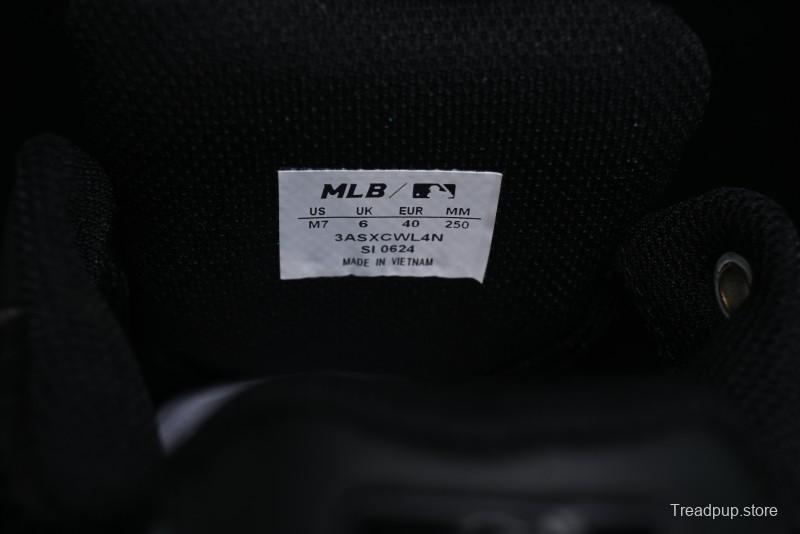 MLB
US UK EUR MM
M7 6 40 250
3ASXCWL4N
SI 0624
MADE IN VIETNAM
Treadpup.store